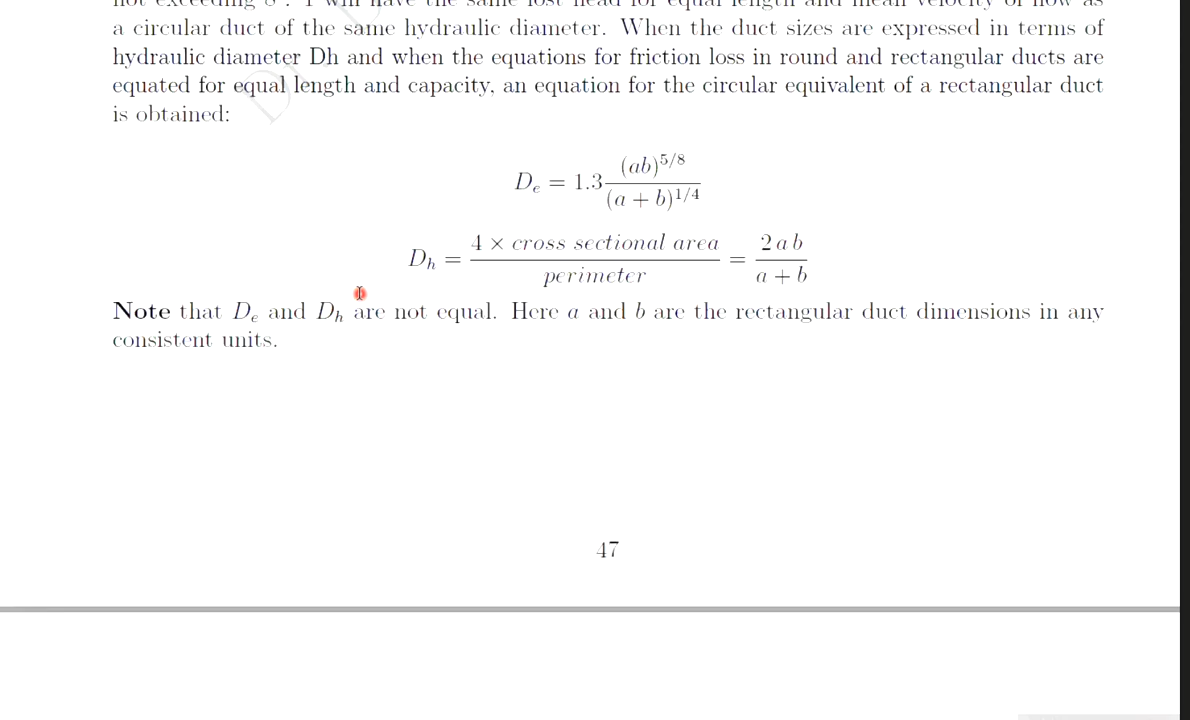 a circular duct of the same hydraulic diameter. When the duct sizes are expressed in terms of
hydraulic diameter Dh and when the equations for friction loss in round and rectangular ducts are
equated for equal length and capacity, an equation for the circular equivalent of a rectangular duct
is obtained:
D_e = 1.3 (ab)^{5/8} / (a + b)^{1/4}
D_h = 4 × cross sectional area / perimeter = 2 a b / a + b
Note that D_e and D_h are not equal. Here a and b are the rectangular duct dimensions in any
consistent units.
47